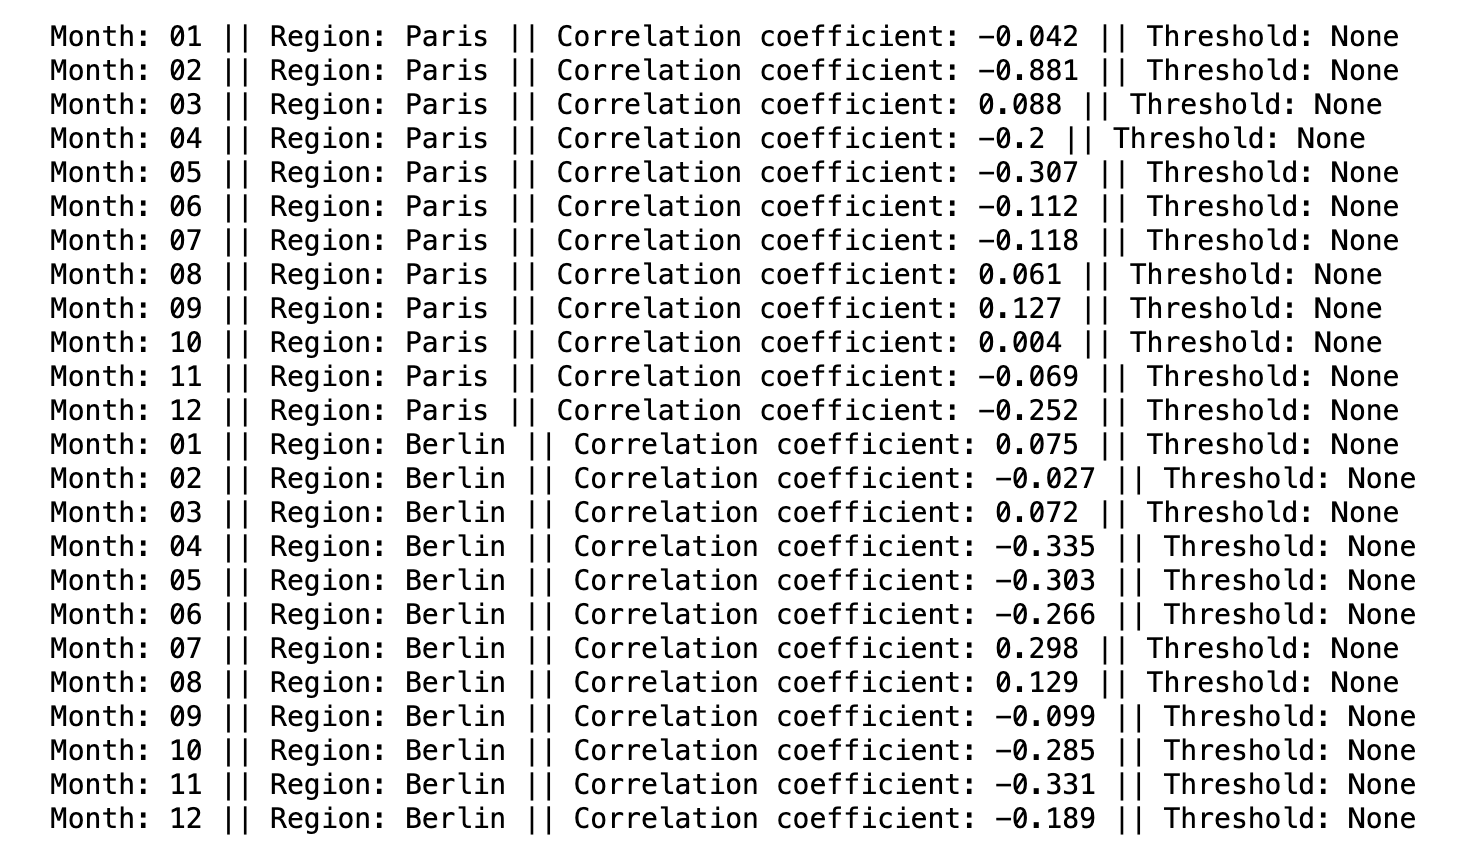 Month: 01 || Region: Paris || Correlation coefficient: -0.042 || Threshold: None
Month: 02 || Region: Paris || Correlation coefficient: -0.881 || Threshold: None
Month: 03 || Region: Paris || Correlation coefficient: 0.088 || Threshold: None
Month: 04 || Region: Paris || Correlation coefficient: -0.2 || Threshold: None
Month: 05 || Region: Paris || Correlation coefficient: -0.307 || Threshold: None
Month: 06 || Region: Paris || Correlation coefficient: -0.112 || Threshold: None
Month: 07 || Region: Paris || Correlation coefficient: -0.118 || Threshold: None
Month: 08 || Region: Paris || Correlation coefficient: 0.061 || Threshold: None
Month: 09 || Region: Paris || Correlation coefficient: 0.127 || Threshold: None
Month: 10 || Region: Paris || Correlation coefficient: 0.004 || Threshold: None
Month: 11 || Region: Paris || Correlation coefficient: -0.069 || Threshold: None
Month: 12 || Region: Paris || Correlation coefficient: -0.252 || Threshold: None
Month: 01 || Region: Berlin || Correlation coefficient: 0.075 || Threshold: None
Month: 02 || Region: Berlin || Correlation coefficient: -0.027 || Threshold: None
Month: 03 || Region: Berlin || Correlation coefficient: 0.072 || Threshold: None
Month: 04 || Region: Berlin || Correlation coefficient: -0.335 || Threshold: None
Month: 05 || Region: Berlin || Correlation coefficient: -0.303 || Threshold: None
Month: 06 || Region: Berlin || Correlation coefficient: -0.266 || Threshold: None
Month: 07 || Region: Berlin || Correlation coefficient: 0.298 || Threshold: None
Month: 08 || Region: Berlin || Correlation coefficient: 0.129 || Threshold: None
Month: 09 || Region: Berlin || Correlation coefficient: -0.099 || Threshold: None
Month: 10 || Region: Berlin || Correlation coefficient: -0.285 || Threshold: None
Month: 11 || Region: Berlin || Correlation coefficient: -0.331 || Threshold: None
Month: 12 || Region: Berlin || Correlation coefficient: -0.189 || Threshold: None